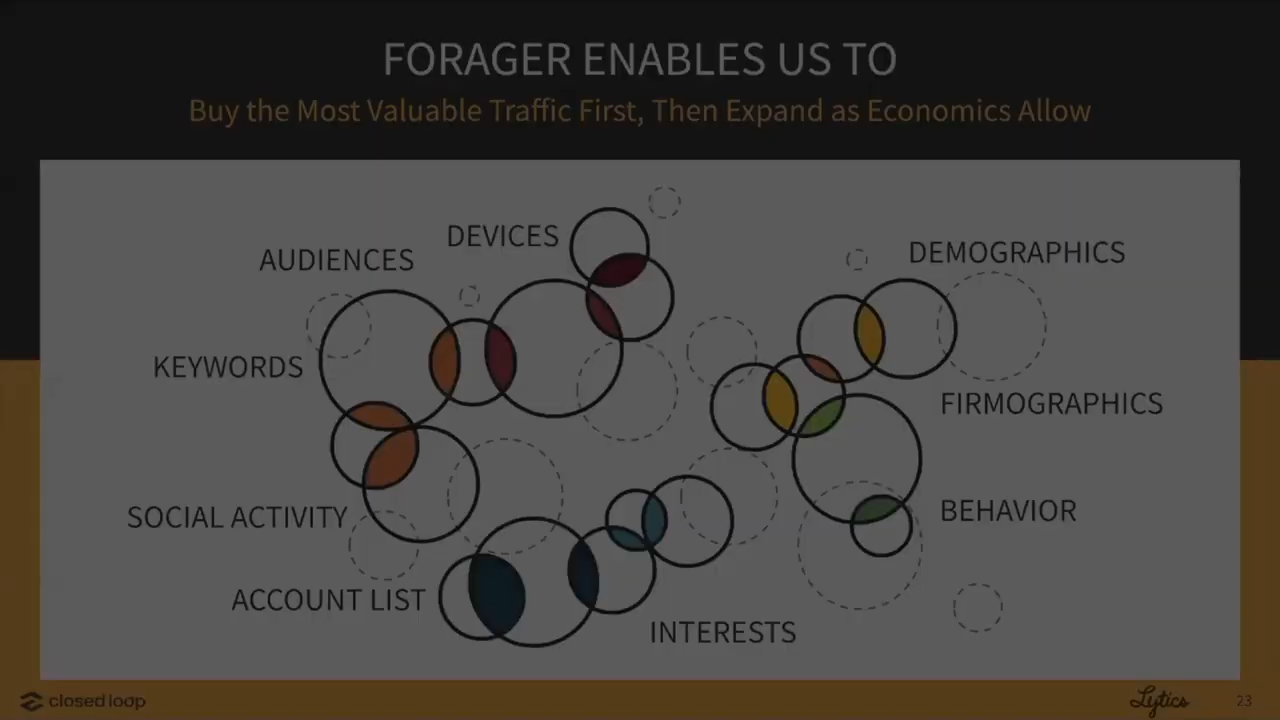 FORAGER ENABLES US TO
Buy the Most Valuable Traffic First, Then Expand as Economics Allow
DEVICES
AUDIENCES
DEMOGRAPHICS
KEYWORDS
FIRMOGRAPHICS
SOCIAL ACTIVITY
BEHAVIOR
ACCOUNT LIST
INTERESTS
closed loop
Lytics
23